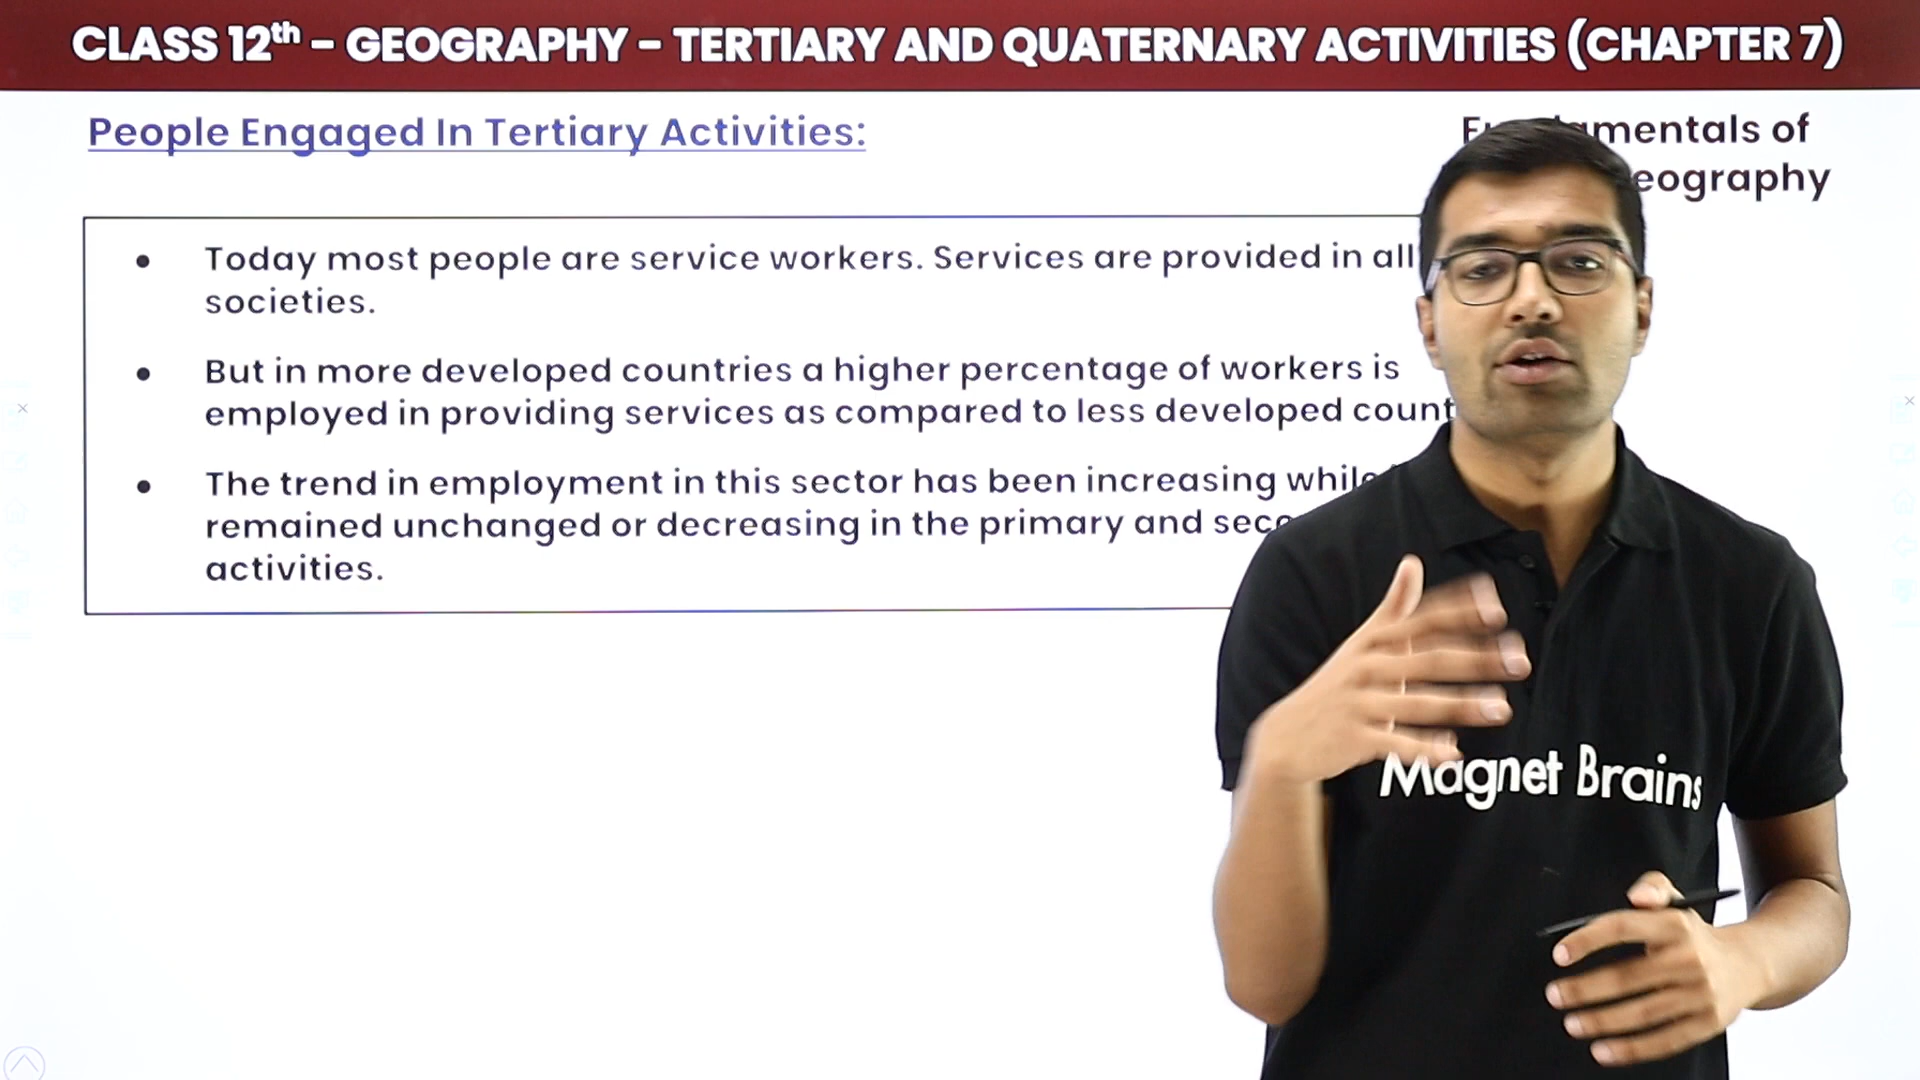 CLASS 12th – GEOGRAPHY – TERTIARY AND QUATERNARY ACTIVITIES (CHAPTER 7)
People Engaged In Tertiary Activities:
mentals of
eography
• Today most people are service workers. Services are provided in all
societies.
• But in more developed countries a higher percentage of workers is
employed in providing services as compared to less developed count
• The trend in employment in this sector has been increasing while
remained unchanged or decreasing in the primary and seco
activities.
Magnet Brains